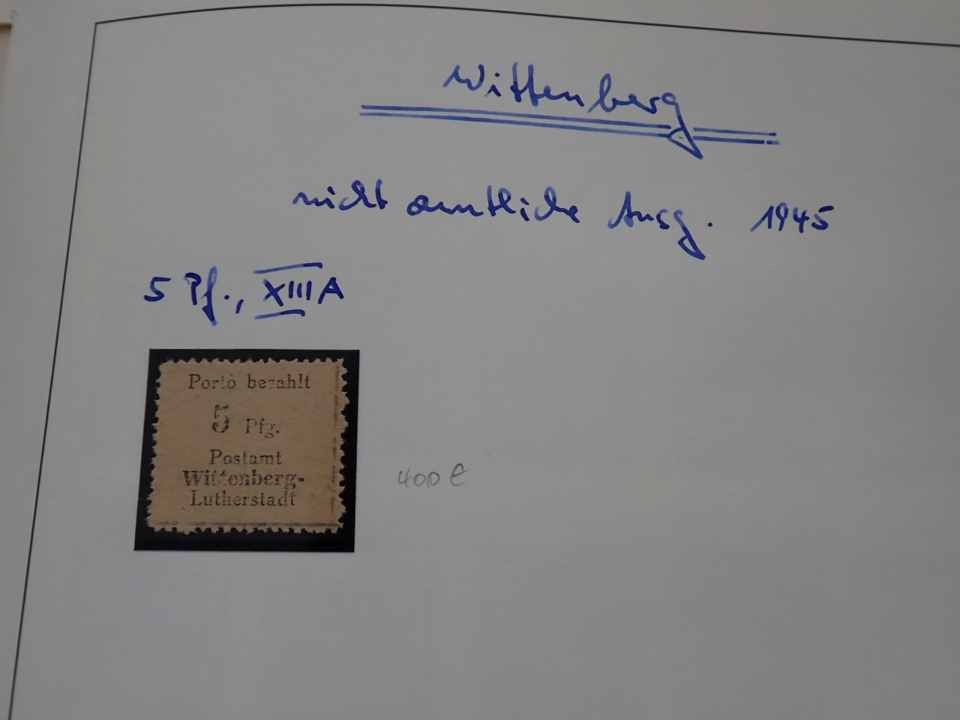 Wittenberg
nicht amtliche Ausg. 1945
5 Pf., XIII A
Porto bezahlt
5 Pfg.
Postamt
Wittenberg-
Lutherstadt
400 €